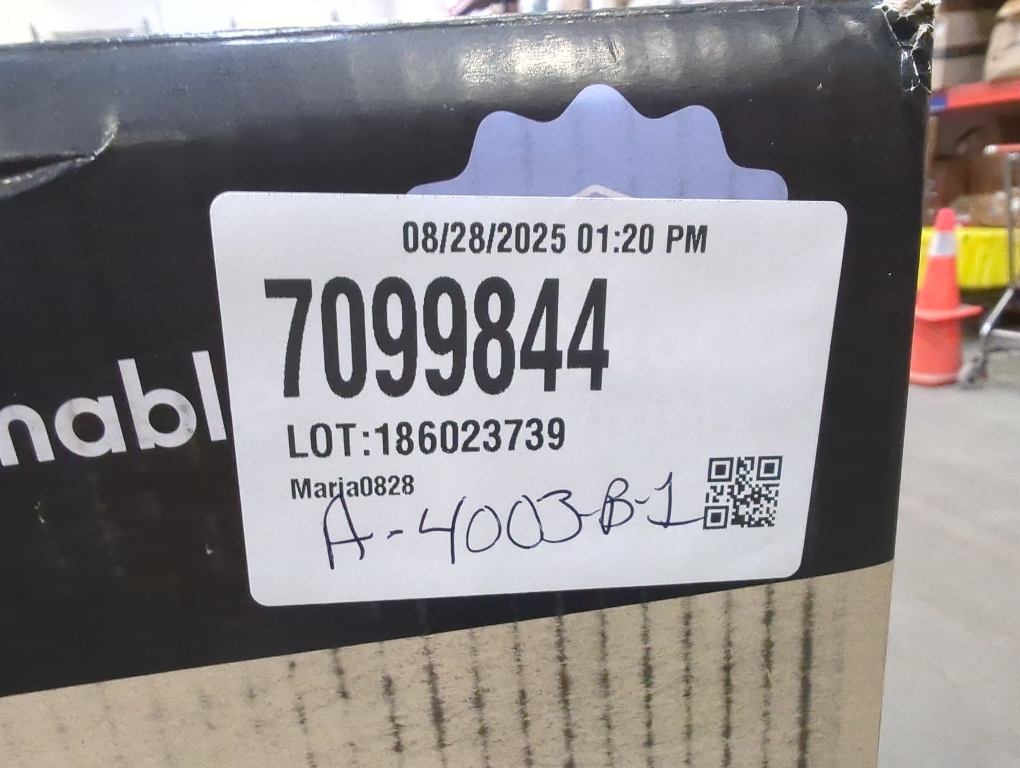 08/28/2025 01:20 PM
7099844
LOT:186023739
Maria0828
A-4003-B-1
nabl